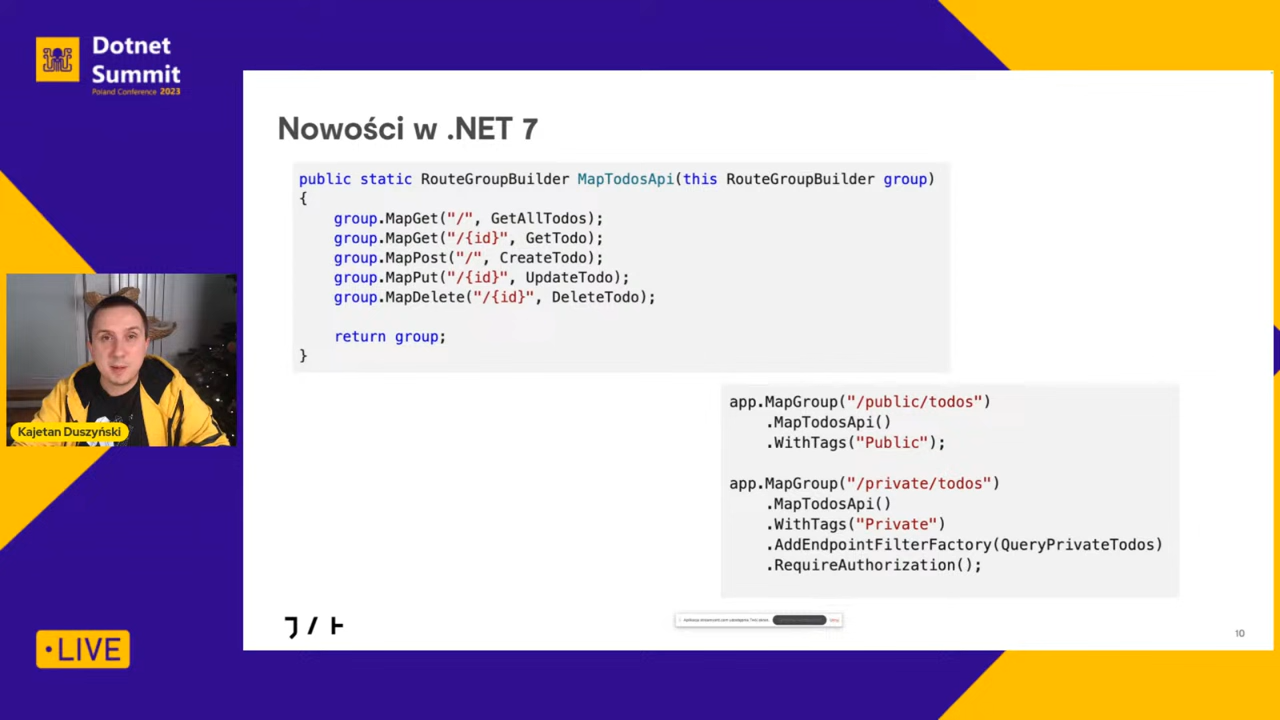 Dotnet
Summit
Poland Conference 2023
Nowości w .NET 7
public static RouteGroupBuilder MapTodosApi(this RouteGroupBuilder group)
{
group.MapGet("/", GetAllTodos);
group.MapGet("/{id}", GetTodo);
group.MapPost("/", CreateTodo);
group.MapPut("/{id}", UpdateTodo);
group.MapDelete("/{id}", DeleteTodo);
return group;
}
Kajetan Duszyński
app.MapGroup("/public/todos")
.MapTodosApi()
.WithTags("Public");
app.MapGroup("/private/todos")
.MapTodosApi()
.WithTags("Private")
.AddEndpointFilterFactory(QueryPrivateTodos)
.RequireAuthorization();
10
• LIVE